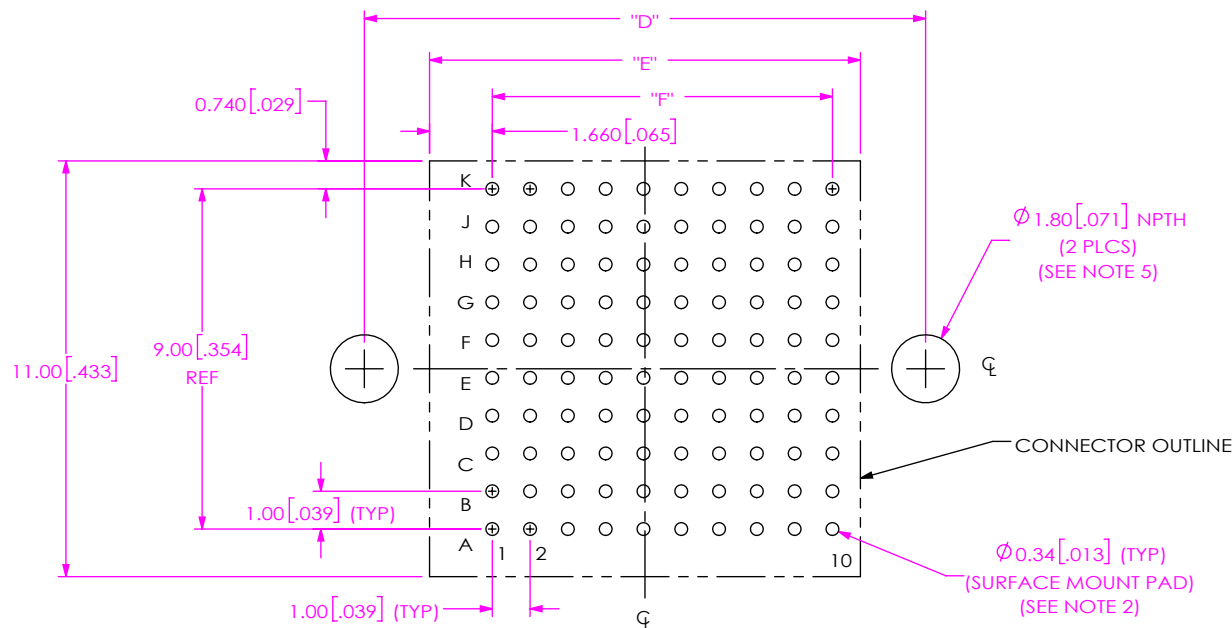 "D"
"E"
"F"
0.740[.029]
1.660[.065]
K
J
H
G
F
E
D
C
B
A
1
2
10
Ø1.80[.071] NPTH
(2 PLCS)
(SEE NOTE 5)
11.00[.433]
9.00[.354]
REF
℄
CONNECTOR OUTLINE
1.00[.039] (TYP)
Ø0.34[.013] (TYP)
(SURFACE MOUNT PAD)
(SEE NOTE 2)
1.00[.039] (TYP)
℄